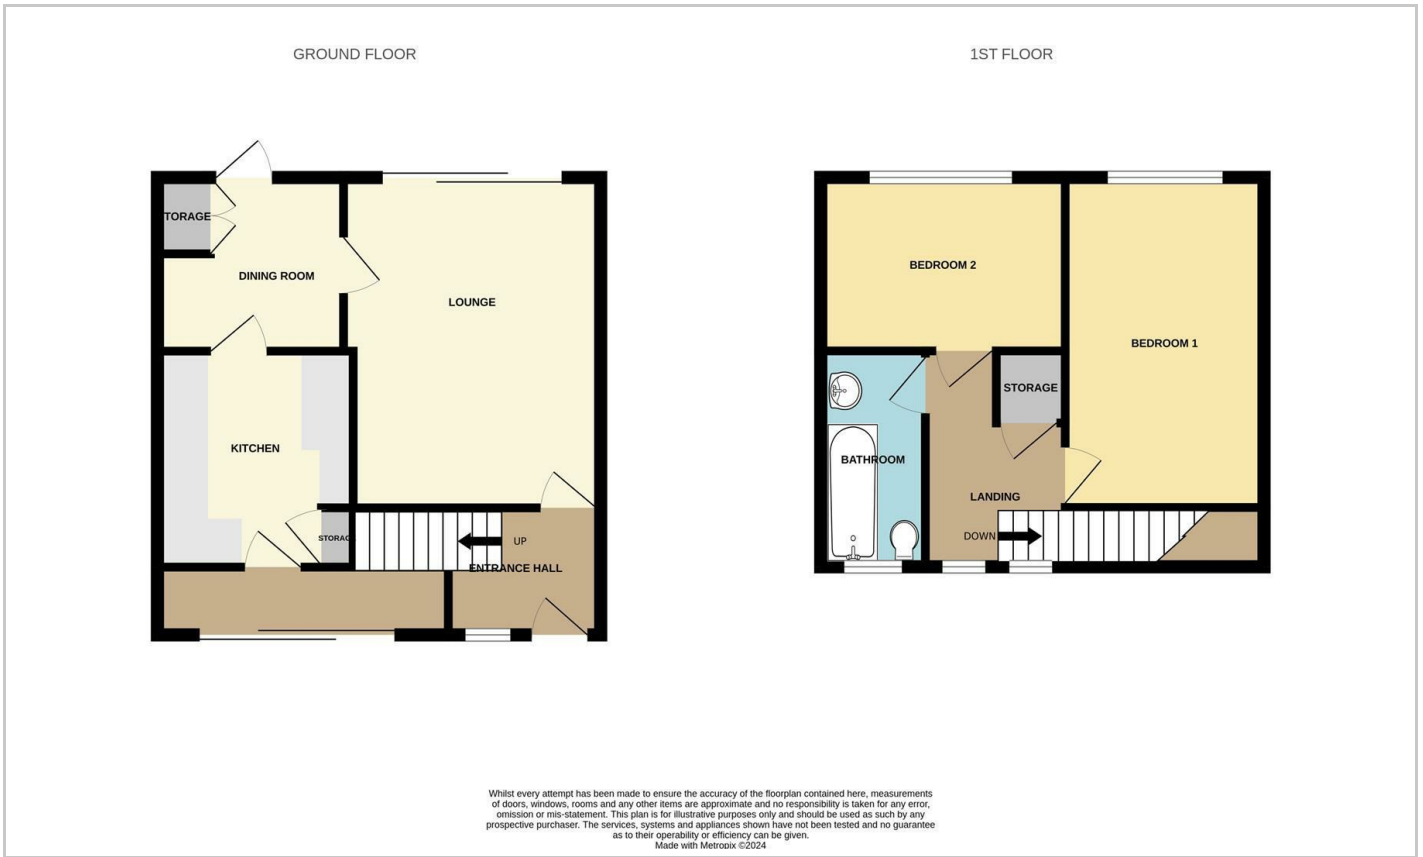 GROUND FLOOR
1ST FLOOR
TORAGE
DINING ROOM
LOUNGE
KITCHEN
STORAG
UP
ENTRANCE HALL
BEDROOM 2
BEDROOM 1
STORAGE
BATHROOM
LANDING
DOWN
Whilst every attempt has been made to ensure the accuracy of the floorplan contained here, measurements
of doors, windows, rooms and any other items are approximate and no responsibility is taken for any error,
omission or mis-statement. This plan is for illustrative purposes only and should be used as such by any
prospective purchaser. The services, systems and appliances shown have not been tested and no guarantee
as to their operability or efficiency can be given.
Made with Metropix ©2024